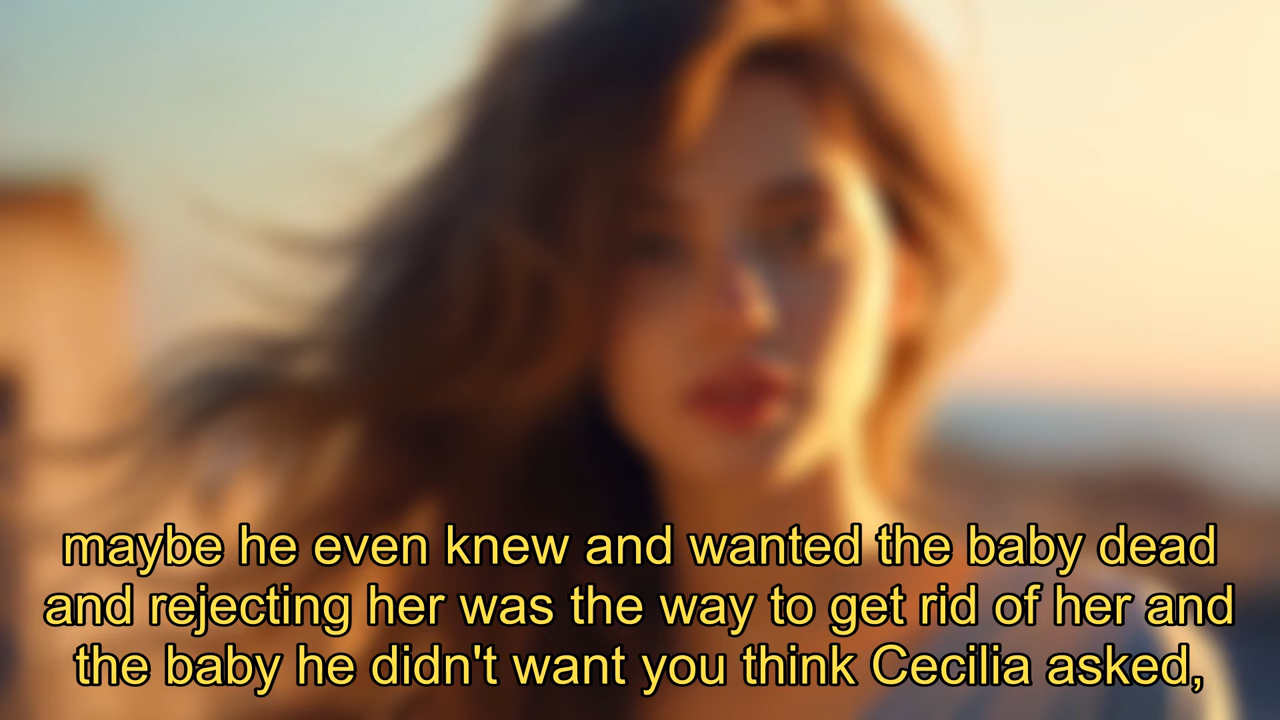 maybe he even knew and wanted the baby dead
and rejecting her was the way to get rid of her and
the baby he didn't want you think Cecilia asked,